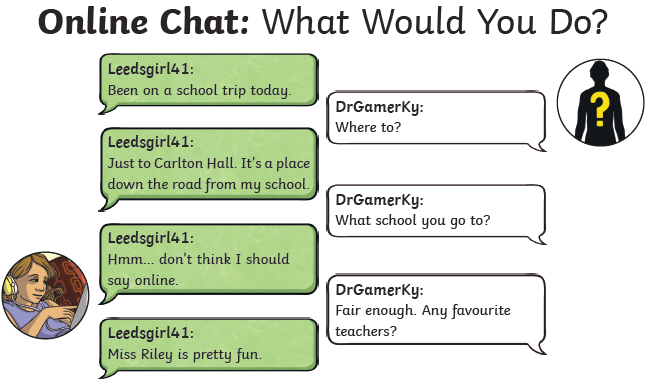 Online Chat: What Would You Do?
Leedsgirl41:
Been on a school trip today.
DrGamerKy:
Where to?
Leedsgirl41:
Just to Carlton Hall. It's a place
down the road from my school.
DrGamerKy:
What school you go to?
Leedsgirl41:
Hmm... don't think I should
say online.
DrGamerKy:
Fair enough. Any favourite
teachers?
Leedsgirl41:
Miss Riley is pretty fun.
?